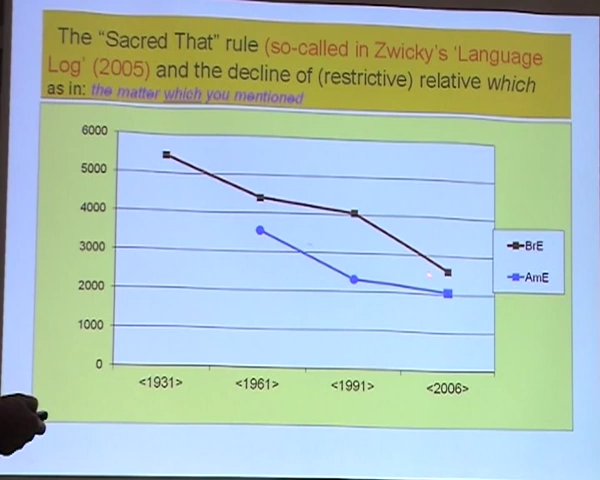 The “Sacred That” rule (so-called in Zwicky's ‘Language
Log’ (2005) and the decline of (restrictive) relative which
as in: the matter which you mentioned
6000
5000
4000
3000
2000
1000
0
<1931> <1961> <1991> <2006>
BrE
AmE